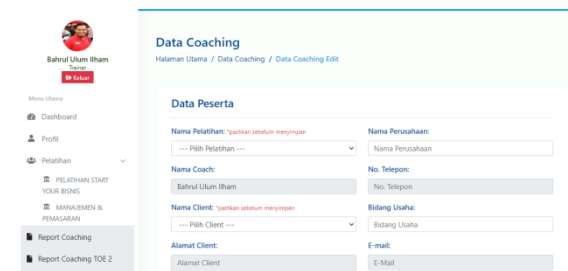 Bahrul Ulum Ilham
Trainer
Keluar
Menu Utama
Dashboard
Profil
Pelatihan
PELATIHAN START
YOUR BISNIS
MANAJEMEN &
PEMASARAN
Report Coaching
Report Coaching TOE 2
Data Coaching
Halaman Utama / Data Coaching / Data Coaching Edit
Data Peserta
Nama Pelatihan: *pastikan sebelum menyimpan
--- Pilih Pelatihan ---
Nama Perusahaan:
Nama Perusahaan
Nama Coach:
Bahrul Ulum Ilham
No. Telepon:
No. Telepon
Nama Client: *pastikan sebelum menyimpan
--- Pilih Client ---
Bidang Usaha:
Bidang Usaha
Alamat Client:
Alamat Client
E-mail:
E-Mail